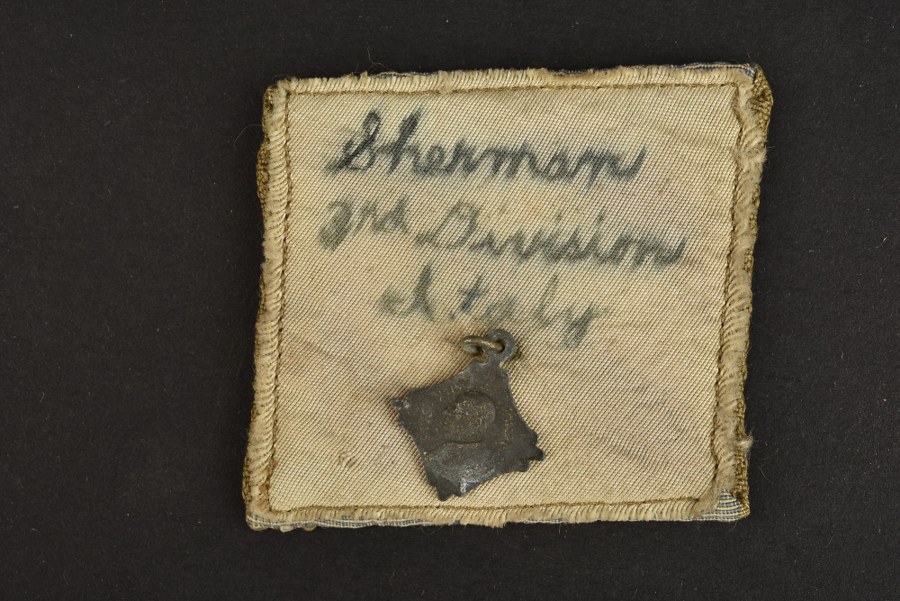 Sherman
3rd Division
Italy